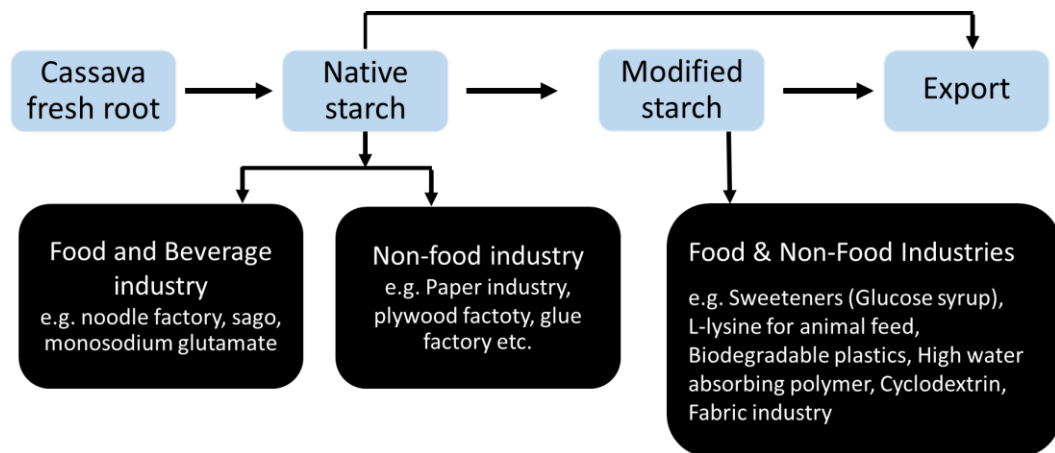 Cassava
fresh root
Native
starch
Modified
starch
Export
Food and Beverage
industry
e.g. noodle factory, sago,
monosodium glutamate
Non-food industry
e.g. Paper industry,
plywood factoty, glue
factory etc.
Food & Non-Food Industries
e.g. Sweeteners (Glucose syrup),
L-lysine for animal feed,
Biodegradable plastics, High water
absorbing polymer, Cyclodextrin,
Fabric industry